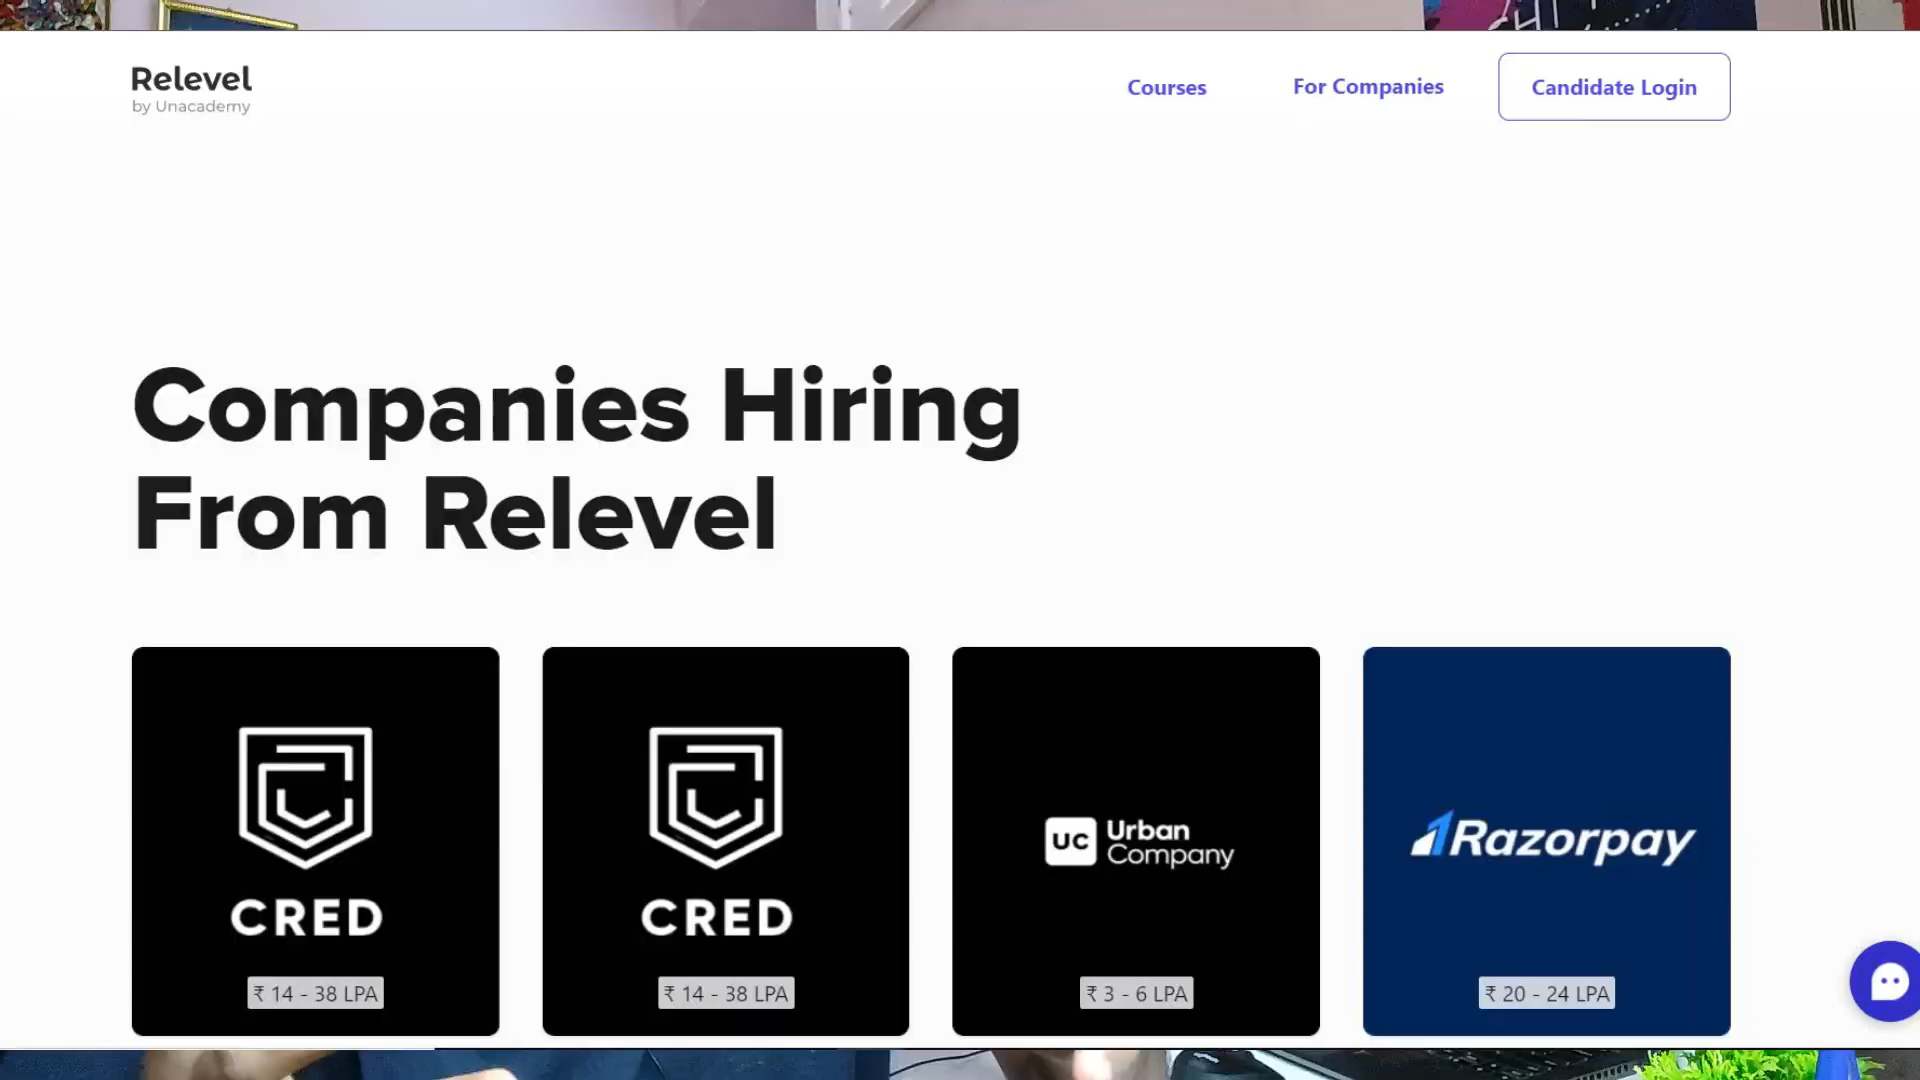 Relevel
by Unacademy
Courses
For Companies
Candidate Login
Companies Hiring
From Relevel
CRED
₹ 14 - 38 LPA
CRED
₹ 14 - 38 LPA
UC Urban
Company
₹ 3 - 6 LPA
Razorpay
₹ 20 - 24 LPA